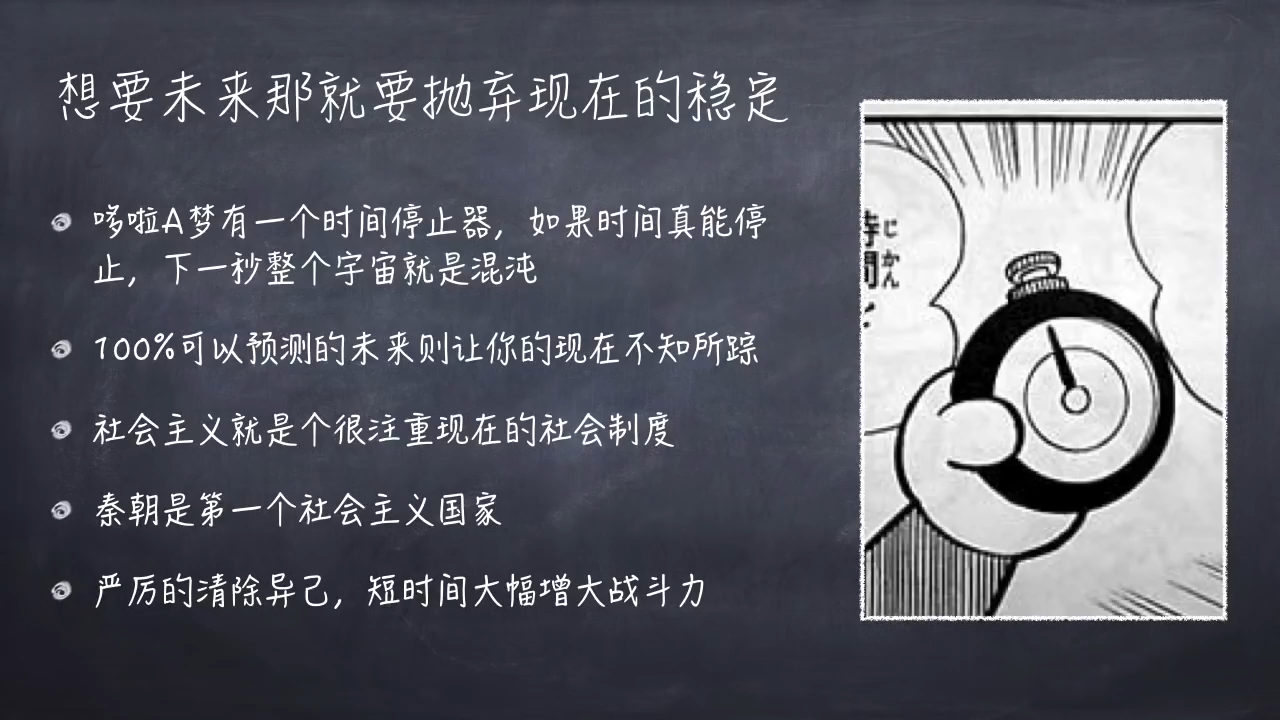 想要未来那就要抛弃现在的稳定
哆啦A梦有一个时间停止器，如果时间真能停
止，下一秒整个宇宙就是混沌
100%可以预测的未来则让你的现在不知所踪
社会主义就是个很注重现在的社会制度
秦朝是第一个社会主义国家
严厉的清除异己，短时间大幅增大战斗力
じかん